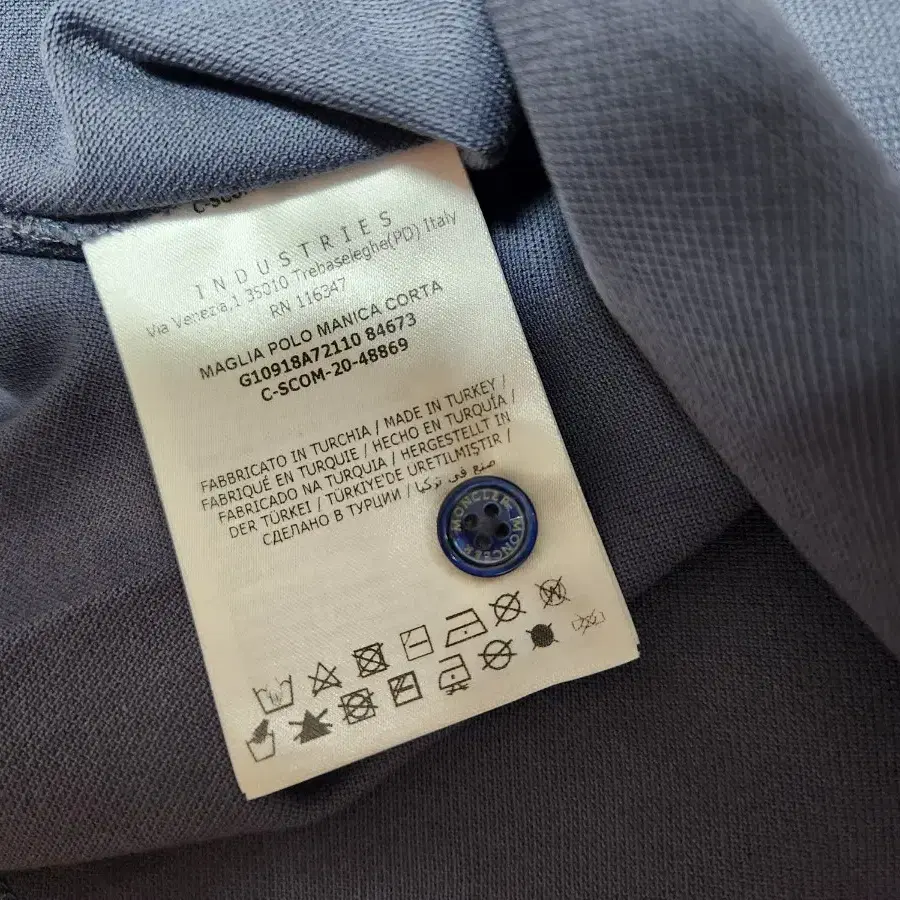 C-SCOM
INDUSTRIES
Via Venezia,1 35010 Trebaseleghe(PD) Italy
RN 116347
MAGLIA POLO MANICA CORTA
G10918A72110 84673
C-SCOM-20-48869
FABBRICATO IN TURCHIA / MADE IN TURKEY /
FABRIQUÉ EN TURQUIE / HECHO EN TURQUÍA /
FABRICADO NA TURQUIA / HERGESTELLT IN
DER TÜRKEI / TÜRKİYE'DE ÜRETİLMİŞTİR /
СДЕЛАНО В ТУРЦИИ / صنع في تركيا
MONCLER MONCLER